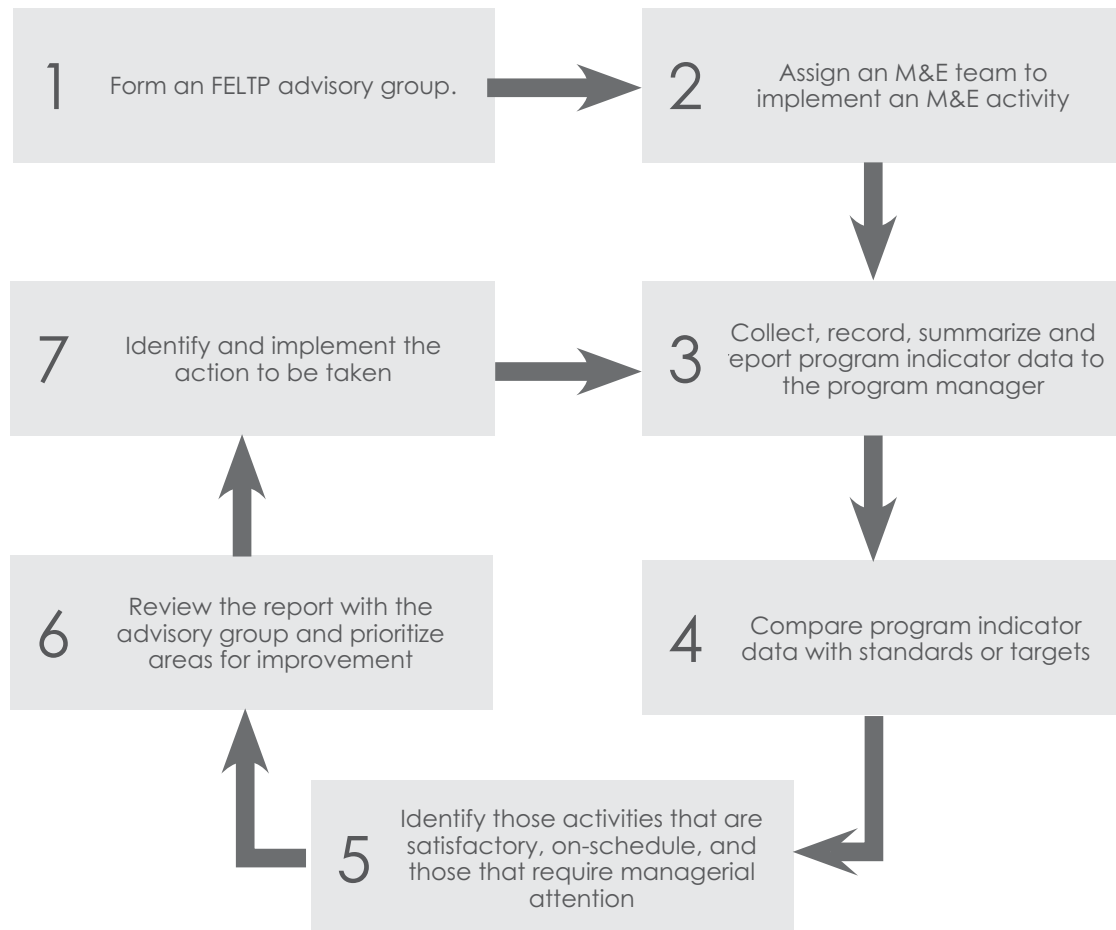 1
Form an FELTP advisory group.
2
Assign an M&E team to
implement an M&E activity
3
Collect, record, summarize and
eport program indicator data to
the program manager
4
Compare program indicator
data with standards or targets
5
Identify those activities that are
satisfactory, on-schedule, and
those that require managerial
attention
6
Review the report with the
advisory group and prioritize
areas for improvement
7
Identify and implement the
action to be taken